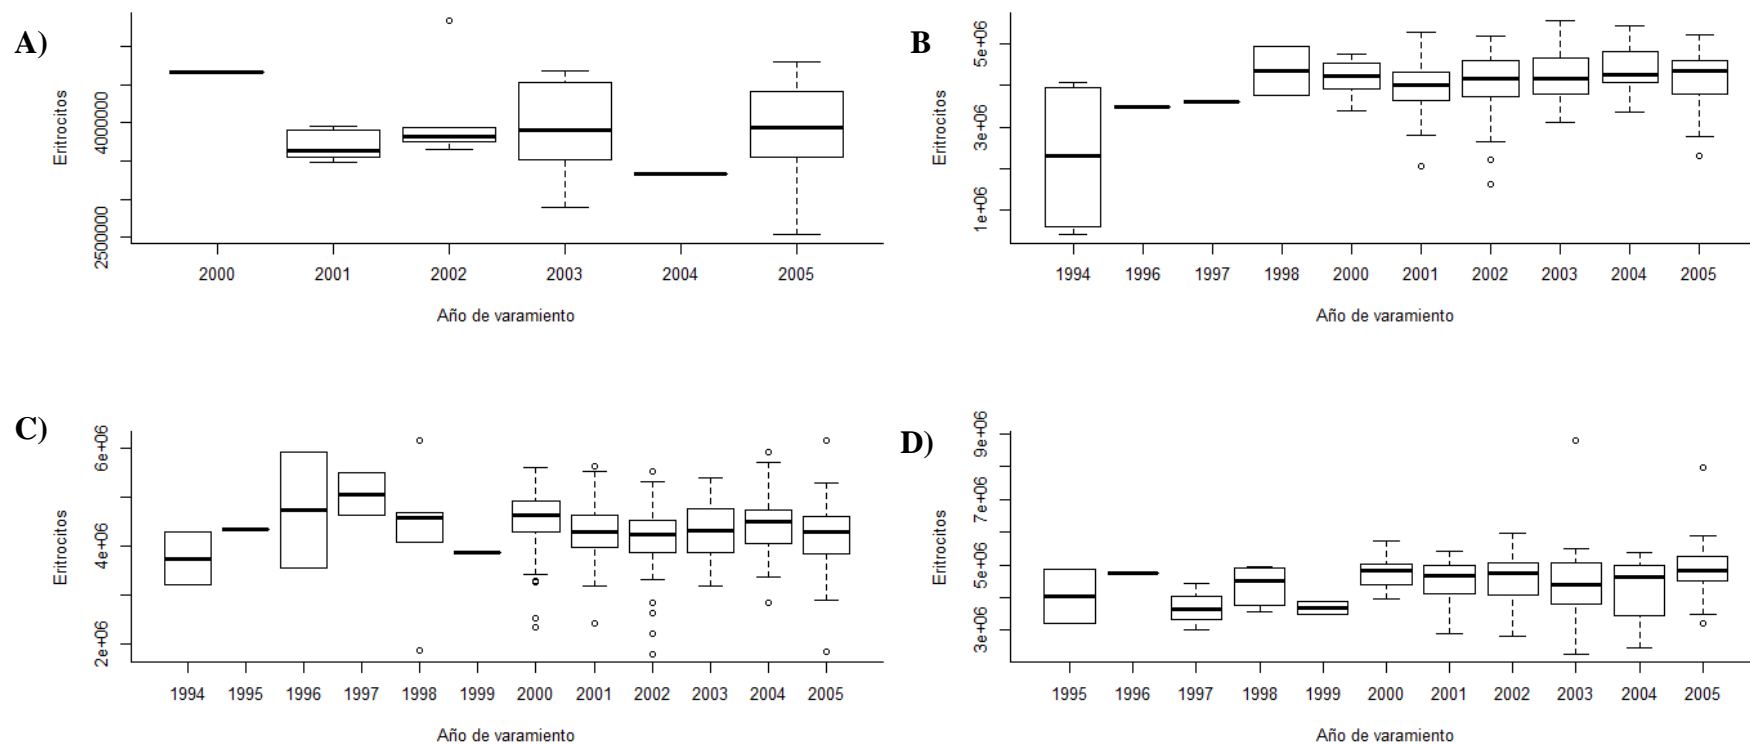 A)
Eritrocitos
2500000 4000000
2000 2001 2002 2003 2004 2005
Año de varamiento
B
Eritrocitos
1e+06 3e+06 5e+06
1994 1996 1997 1998 2000 2001 2002 2003 2004 2005
Año de varamiento
C)
Eritrocitos
2e+06 4e+06 6e+06
1994 1995 1996 1997 1998 1999 2000 2001 2002 2003 2004 2005
Año de varamiento
D)
Eritrocitos
3e+06 5e+06 7e+06 9e+06
1995 1996 1997 1998 1999 2000 2001 2002 2003 2004 2005
Año de varamiento